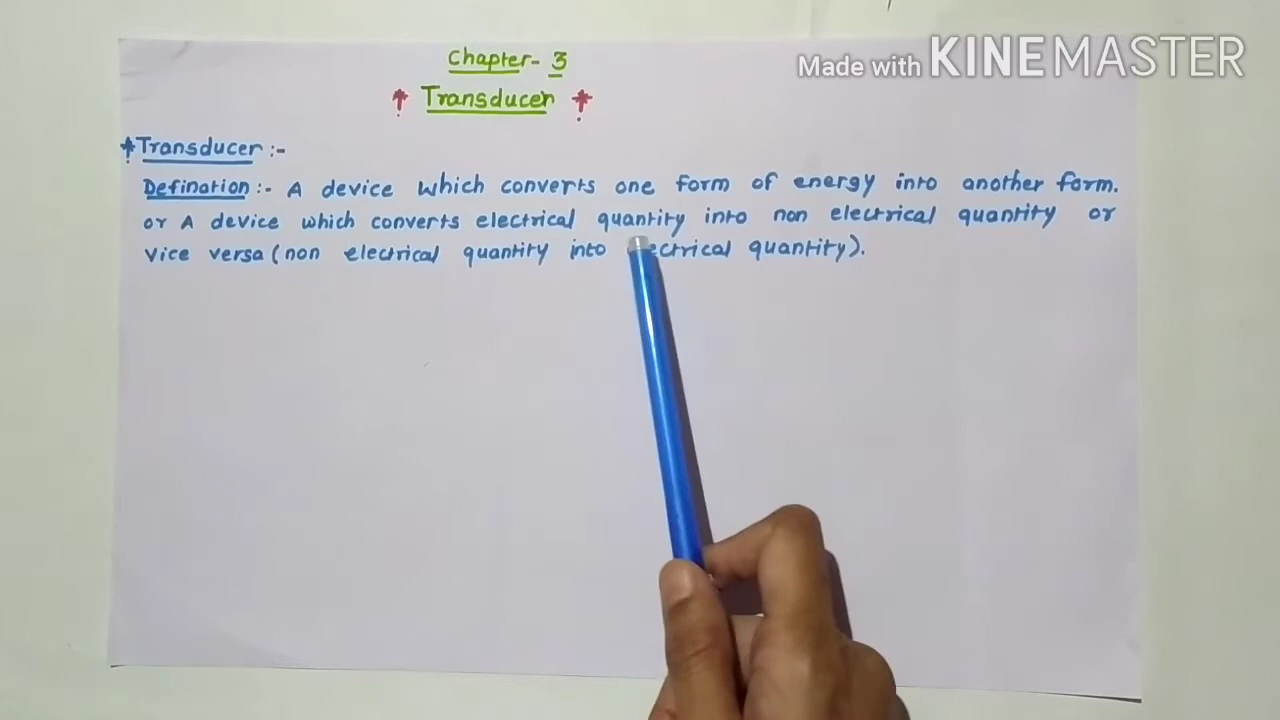 Made with KINEMASTER
Chapter- 3
Transducer
Transducer :-
Defination :- A device which converts one form of energy into another form.
or A device which converts electrical quantity into non electrical quantity or
vice versa (non electrical quantity into electrical quantity).